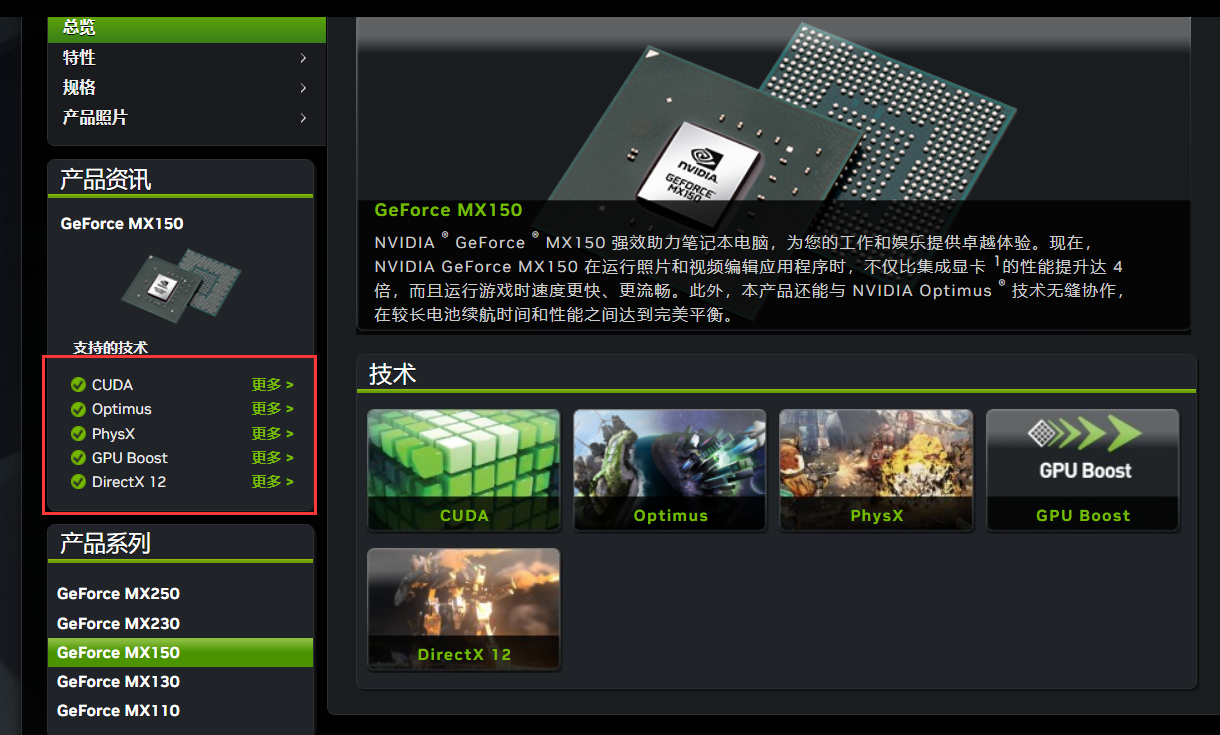 总览
特性
规格
产品照片
产品资讯
GeForce MX150
支持的技术
CUDA 更多 >
Optimus 更多 >
PhysX 更多 >
GPU Boost 更多 >
DirectX 12 更多 >
产品系列
GeForce MX250
GeForce MX230
GeForce MX150
GeForce MX130
GeForce MX110
NVIDIA
GEFORCE
MX150
GeForce MX150
NVIDIA ® GeForce ® MX150 强效助力笔记本电脑，为您的工作和娱乐提供卓越体验。现在，
NVIDIA GeForce MX150 在运行照片和视频编辑应用程序时，不仅比集成显卡 1的性能提升达 4
倍，而且运行游戏时速度更快、更流畅。此外，本产品还能与 NVIDIA Optimus ® 技术无缝协作，
在较长电池续航时间和性能之间达到完美平衡。
技术
CUDA
Optimus
PhysX
GPU Boost
GPU Boost
DirectX 12